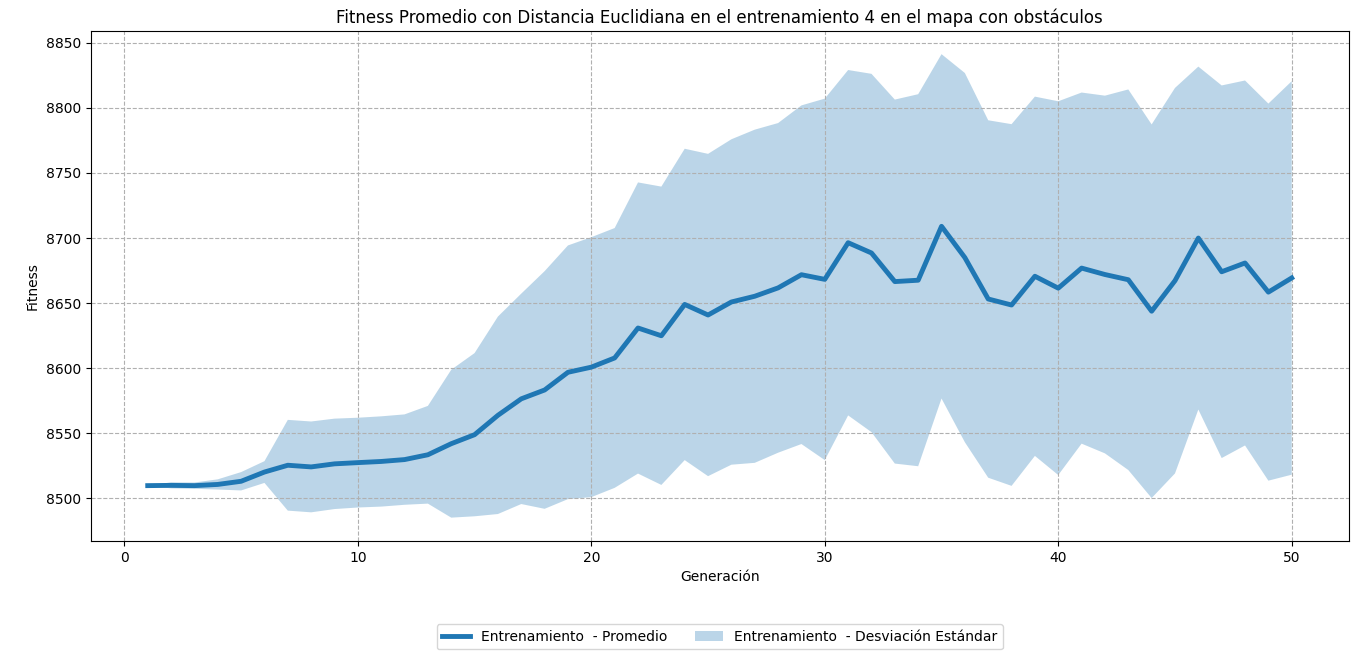 Fitness Promedio con Distancia Euclidiana en el entrenamiento 4 en el mapa con obstáculos
8850
8800
8750
8700
8650
8600
8550
8500
Fitness
0 10 20 30 40 50
Generación
Entrenamiento  - Promedio Entrenamiento  - Desviación Estándar